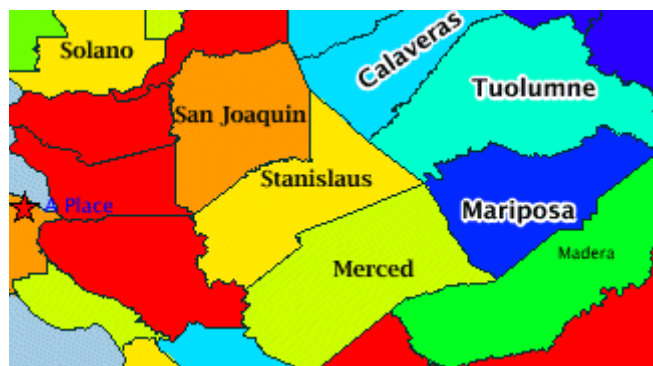 Solano
Calaveras
Tuolumne
San Joaquin
Stanislaus
A Place
Mariposa
Madera
Merced